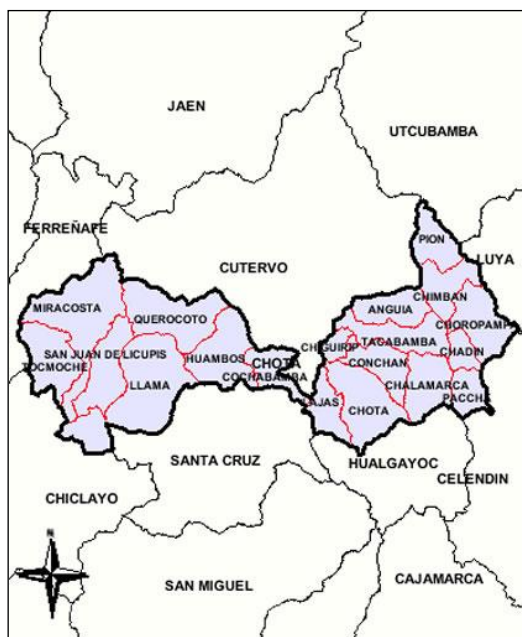 JAEN
UTCUBAMBA
FERREÑAFE
LUYA
PION
CUTERVO
CHIMBAN
MIRACOSTA
ANGUIA
QUEROCOTO
CHOROPAMPA
CHIGUIRIP
TACABAMBA
SAN JUAN DE LICUPIS
HUAMBOS
CHOTA
CHADIN
TOCMOCHE
CONCHAN
COCHABAMBA
LLAMA
CHALAMARCA
PACCHA
LAJAS
CHOTA
SANTA CRUZ
HUALGAYOC
CELENDIN
CHICLAYO
N
SAN MIGUEL
CAJAMARCA